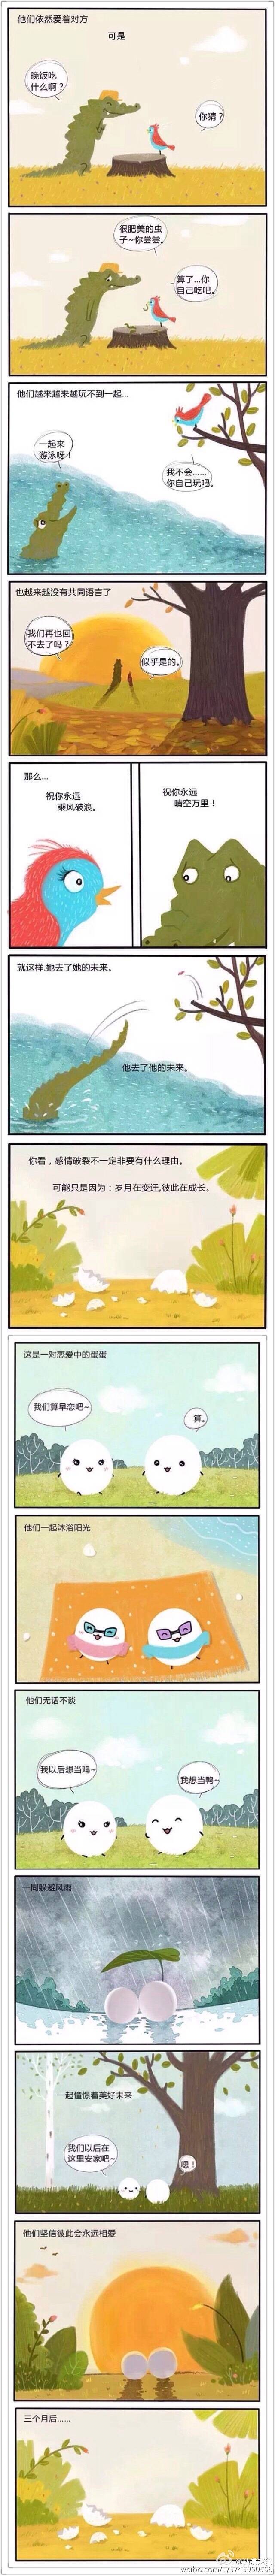 他们依然爱着对方
可是
晚饭吃
什么啊？
你猜？
很肥美的虫
子~你尝尝。
算了...你
自己吃吧。
他们越来越来越玩不到一起...
一起来
游泳呀！
我不会......
你自己玩吧。
也越来越没有共同语言了
我们再也回
不去了吗？
似乎是的。
那么...
祝你永远
乘风破浪。
祝你永远
晴空万里！
就这样.她去了她的未来。
他去了他的未来。
你看，感情破裂不一定非要有什么理由。
可能只是因为：岁月在变迁,彼此在成长。
这是一对恋爱中的蛋蛋
我们算早恋吧~
算。
他们一起沐浴阳光
他们无话不谈
我以后想当鸡~
我想当鸭~
一同躲避风雨
一起憧憬着美好未来
我们以后在
这里安家吧~
嗯！
他们坚信彼此会永远相爱
三个月后......
weibo.com/u/5745950506